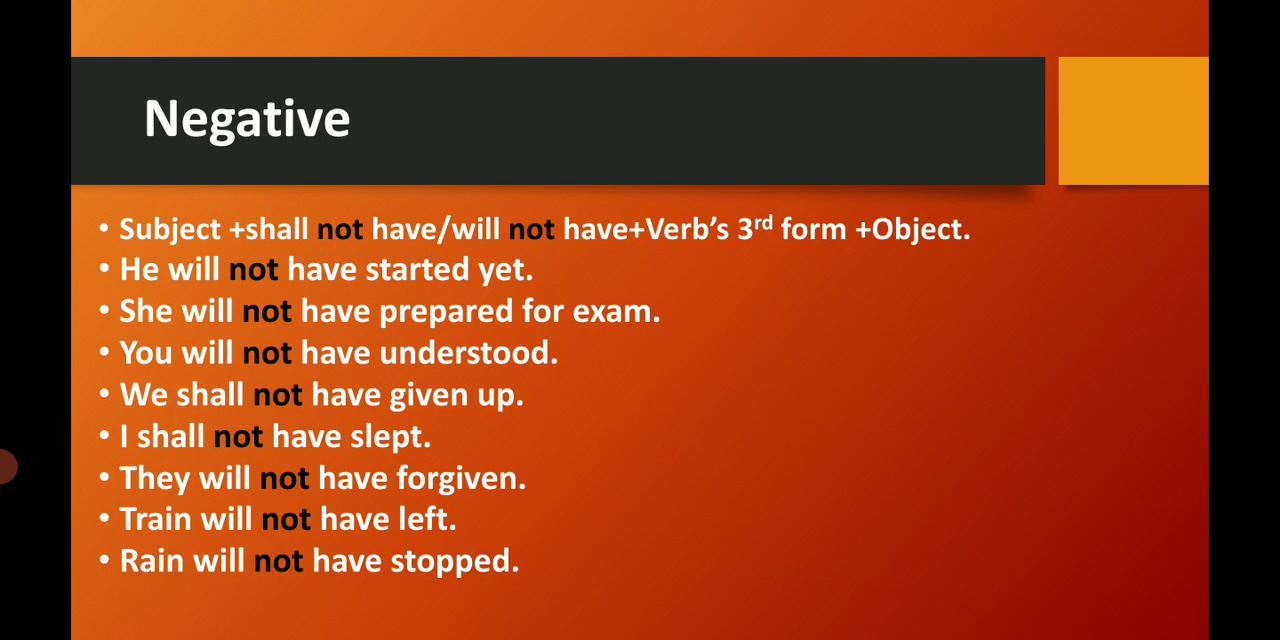 Negative
• Subject +shall not have/will not have+Verb’s 3rd form +Object.
• He will not have started yet.
• She will not have prepared for exam.
• You will not have understood.
• We shall not have given up.
• I shall not have slept.
• They will not have forgiven.
• Train will not have left.
• Rain will not have stopped.